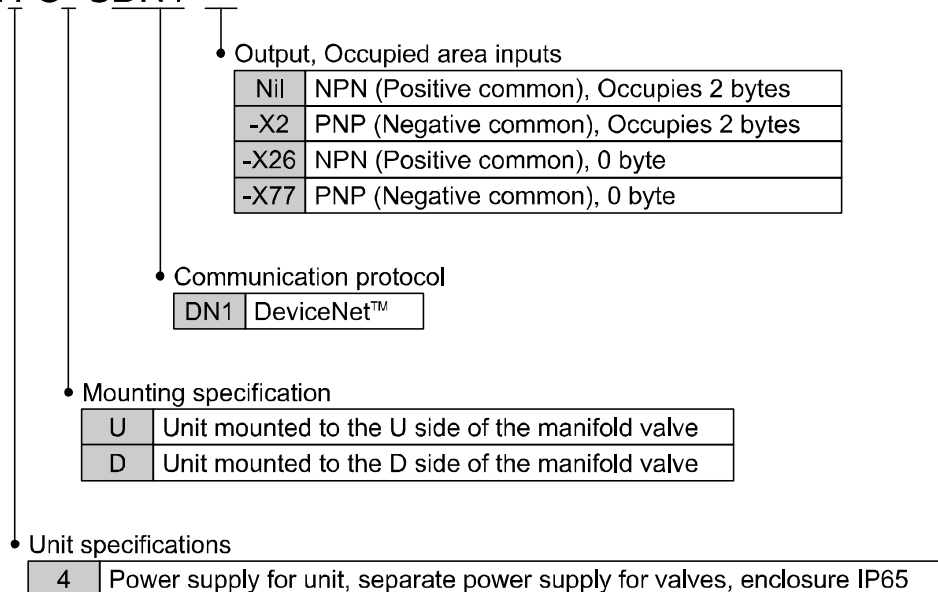 Output, Occupied area inputs
Nil NPN (Positive common), Occupies 2 bytes
-X2 PNP (Negative common), Occupies 2 bytes
-X26 NPN (Positive common), 0 byte
-X77 PNP (Negative common), 0 byte
Communication protocol
DN1 DeviceNet™
Mounting specification
U Unit mounted to the U side of the manifold valve
D Unit mounted to the D side of the manifold valve
Unit specifications
4 Power supply for unit, separate power supply for valves, enclosure IP65